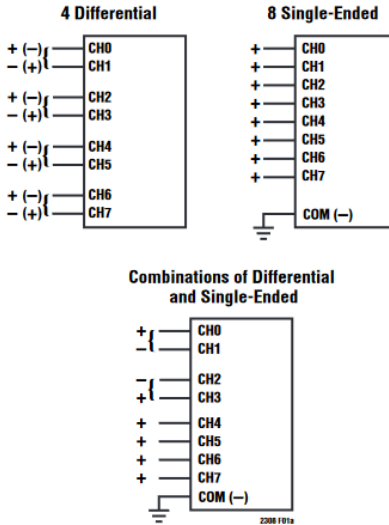 4 Differential
+ (−) { CH0
− (+) CH1
+ (−) { CH2
− (+) CH3
+ (−) { CH4
− (+) CH5
+ (−) { CH6
− (+) CH7
8 Single-Ended
+ CH0
+ CH1
+ CH2
+ CH3
+ CH4
+ CH5
+ CH6
+ CH7
COM (−)
Combinations of Differential
and Single-Ended
+ { CH0
− CH1
− { CH2
+ CH3
+ CH4
+ CH5
+ CH6
+ CH7
COM (−)
2308 F01a